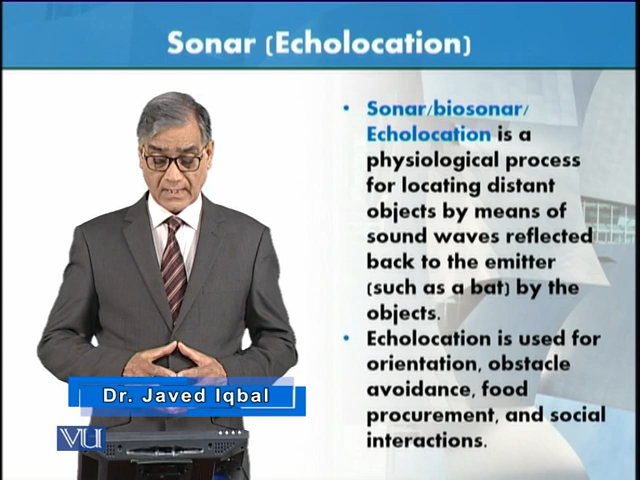 Sonar (Echolocation)
• Sonar/biosonar/
Echolocation is a
physiological process
for locating distant
objects by means of
sound waves reflected
back to the emitter
(such as a bat) by the
objects.
• Echolocation is used for
orientation, obstacle
avoidance, food
procurement, and social
interactions.
Dr. Javed Iqbal
VU